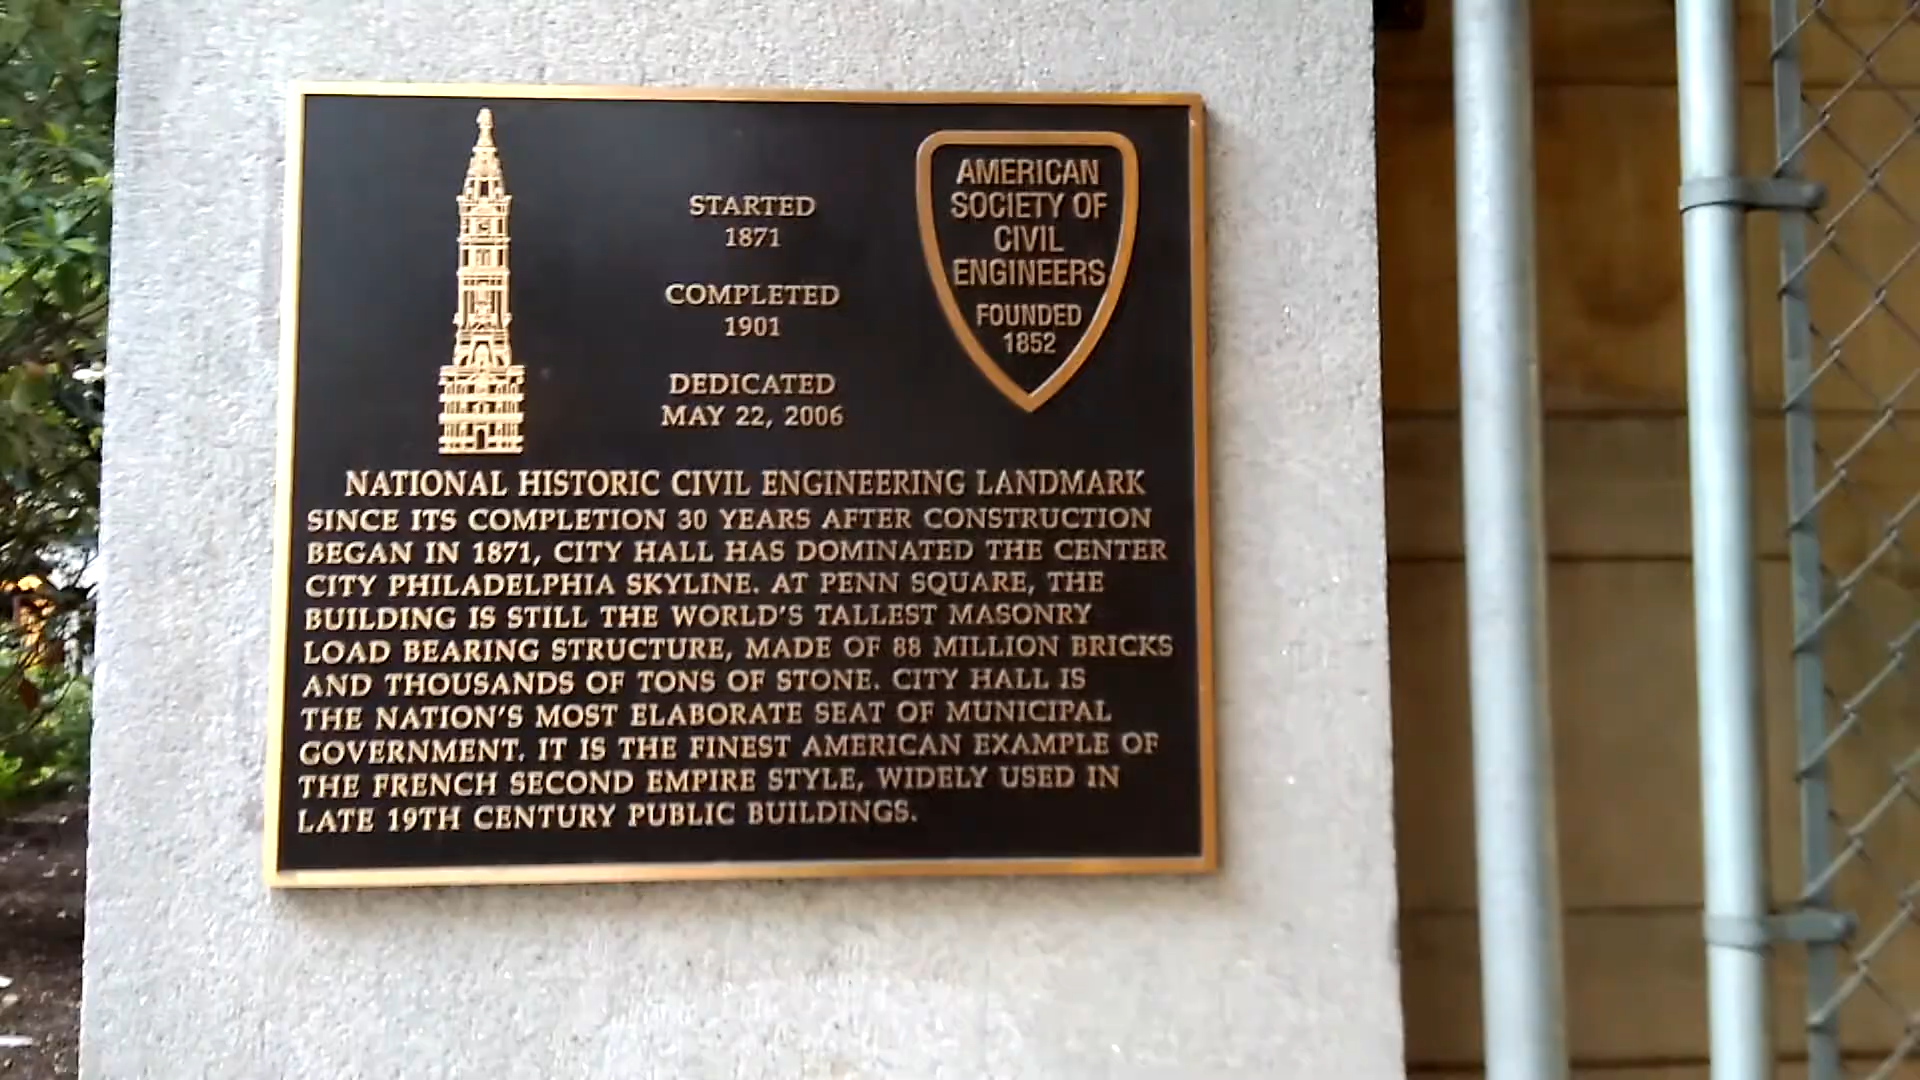 STARTED
1871
COMPLETED
1901
DEDICATED
MAY 22, 2006
AMERICAN
SOCIETY OF
CIVIL
ENGINEERS
FOUNDED
1852
NATIONAL HISTORIC CIVIL ENGINEERING LANDMARK
SINCE ITS COMPLETION 30 YEARS AFTER CONSTRUCTION
BEGAN IN 1871, CITY HALL HAS DOMINATED THE CENTER
CITY PHILADELPHIA SKYLINE. AT PENN SQUARE, THE
BUILDING IS STILL THE WORLD'S TALLEST MASONRY
LOAD BEARING STRUCTURE, MADE OF 88 MILLION BRICKS
AND THOUSANDS OF TONS OF STONE. CITY HALL IS
THE NATION'S MOST ELABORATE SEAT OF MUNICIPAL
GOVERNMENT. IT IS THE FINEST AMERICAN EXAMPLE OF
THE FRENCH SECOND EMPIRE STYLE, WIDELY USED IN
LATE 19TH CENTURY PUBLIC BUILDINGS.